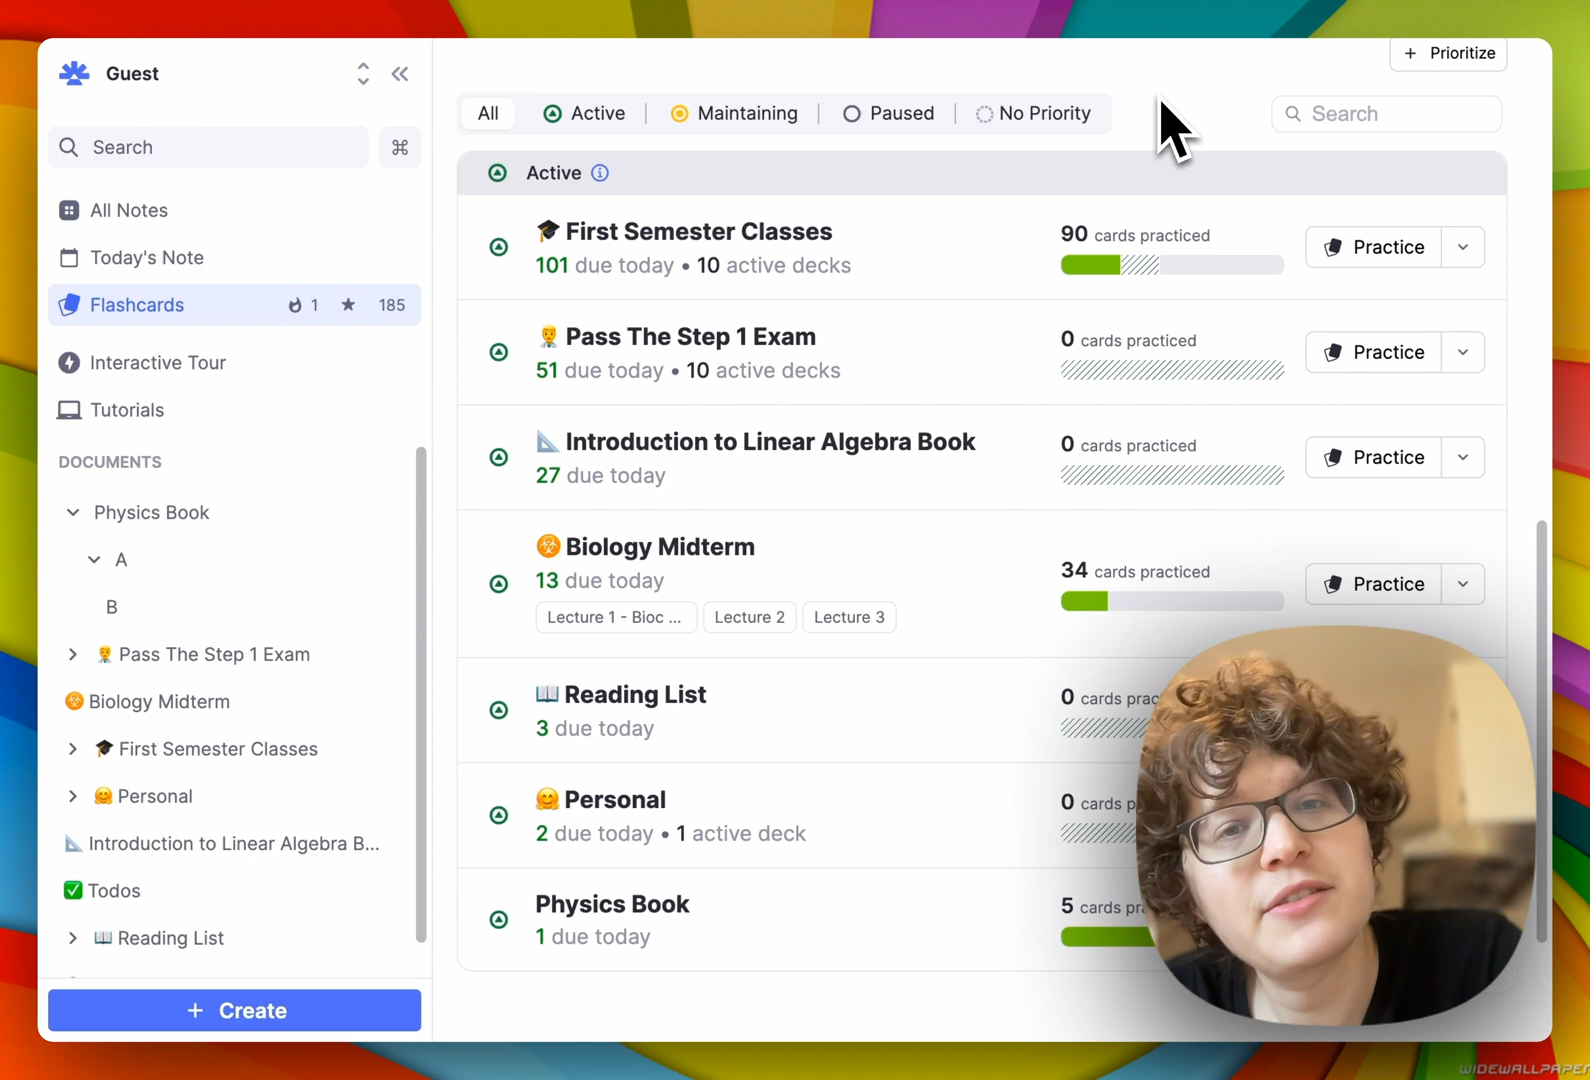 Guest
Search
⌘
All Notes
Today's Note
Flashcards 1 185
Interactive Tour
Tutorials
DOCUMENTS
Physics Book
A
B
Pass The Step 1 Exam
Biology Midterm
First Semester Classes
Personal
Introduction to Linear Algebra B...
Todos
Reading List
+ Create
+ Prioritize
All Active Maintaining Paused No Priority
Search
Active
First Semester Classes
101 due today • 10 active decks
90 cards practiced
Practice
Pass The Step 1 Exam
51 due today • 10 active decks
0 cards practiced
Practice
Introduction to Linear Algebra Book
27 due today
0 cards practiced
Practice
Biology Midterm
13 due today
Lecture 1 - Bioc ... Lecture 2 Lecture 3
34 cards practiced
Practice
Reading List
3 due today
0 cards prac
Personal
2 due today • 1 active deck
0 cards p
Physics Book
1 due today
5 cards pr
WIDEWALLPAPER